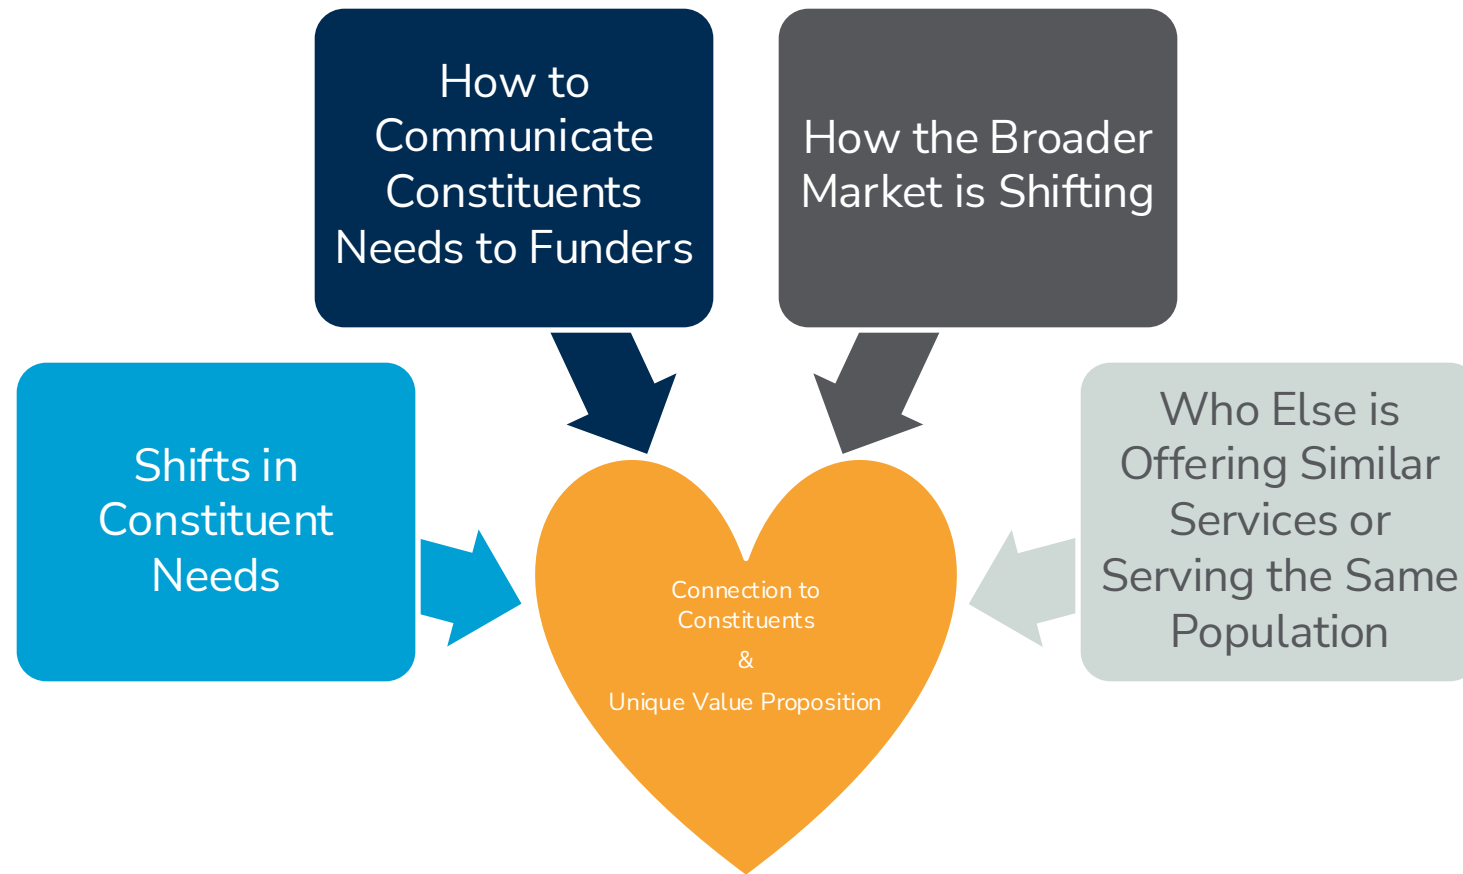 How to
Communicate
Constituents
Needs to Funders
How the Broader
Market is Shifting
Shifts in
Constituent
Needs
Who Else is
Offering Similar
Services or
Serving the Same
Population
Connection to
Constituents
&
Unique Value Proposition